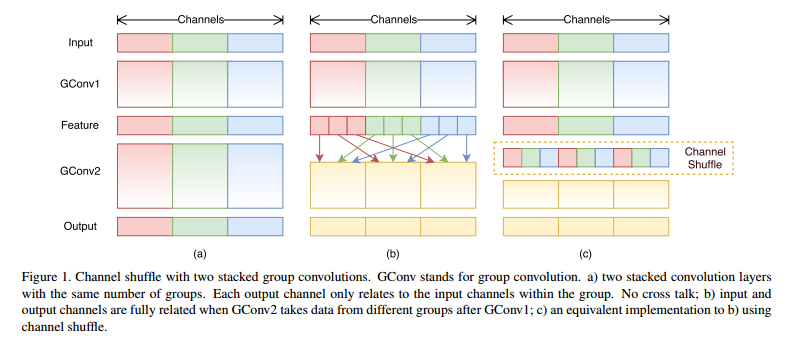 Channels Channels Channels
Input
GConv1
Feature
Channel
Shuffle
GConv2
Output
(a) (b) (c)
Figure 1. Channel shuffle with two stacked group convolutions. GConv stands for group convolution. a) two stacked convolution layers
with the same number of groups. Each output channel only relates to the input channels within the group. No cross talk; b) input and
output channels are fully related when GConv2 takes data from different groups after GConv1; c) an equivalent implementation to b) using
channel shuffle.